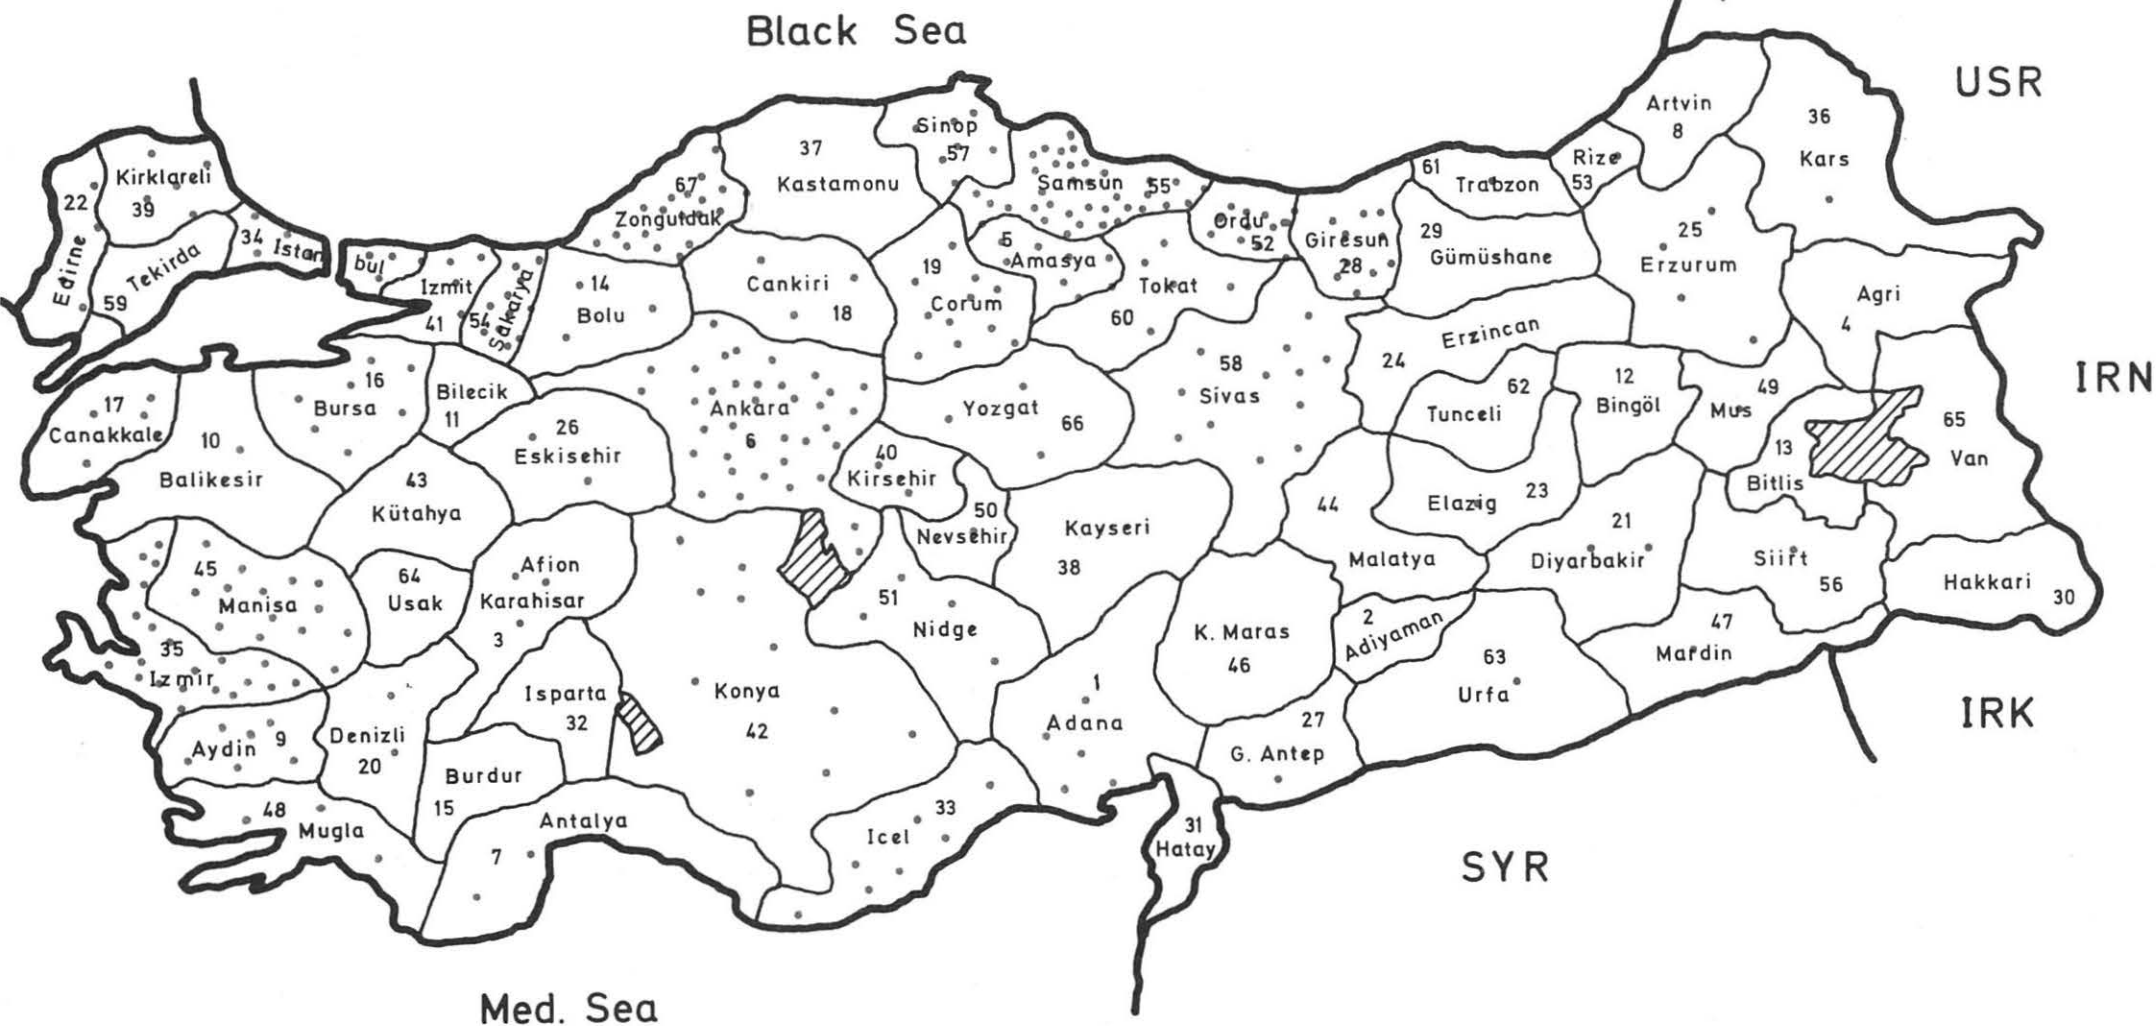 Black Sea
USR
Artvin
8
36
Kars
Sinop
57
37
Kastamonu
61
Trabzon
Rize
53
Kirklareli
39
22
Edirne
67
Zonguldak
Samsun 55
Ordu
52
Giresun
28
29
Gümüshane
25
Erzurum
34 Istan
bul
Tekirda
59
Izmit
41
54
Sakarya
14
Bolu
Cankiri
18
19
Corum
5
Amasya
Tokat
60
Agri
4
Erzincan
24
58
Sivas
62
Tunceli
12
Bingöl
49
Mus
IRN
16
Bursa
Bilecik
11
17
Canakkale
10
Balikesir
26
Eskisehir
Ankara
6
Yozgat
66
40
Kirsehir
13
Bitlis
65
Van
43
Kütahya
50
Nevsehir
Kayseri
38
44
Malatya
Elazig 23
21
Diyarbakir
Siirt
56
Hakkari
30
45
Manisa
64
Usak
Afion
Karahisar
3
51
Nidge
2
Adiyaman
47
Mardin
35
Izmir
K. Maras
46
63
Urfa
Isparta
32
Konya
42
1
Adana
27
G. Antep
IRK
Aydin 9
Denizli
20
Burdur
15
48
Mugla
Antalya
7
33
Icel
31
Hatay
SYR
Med. Sea